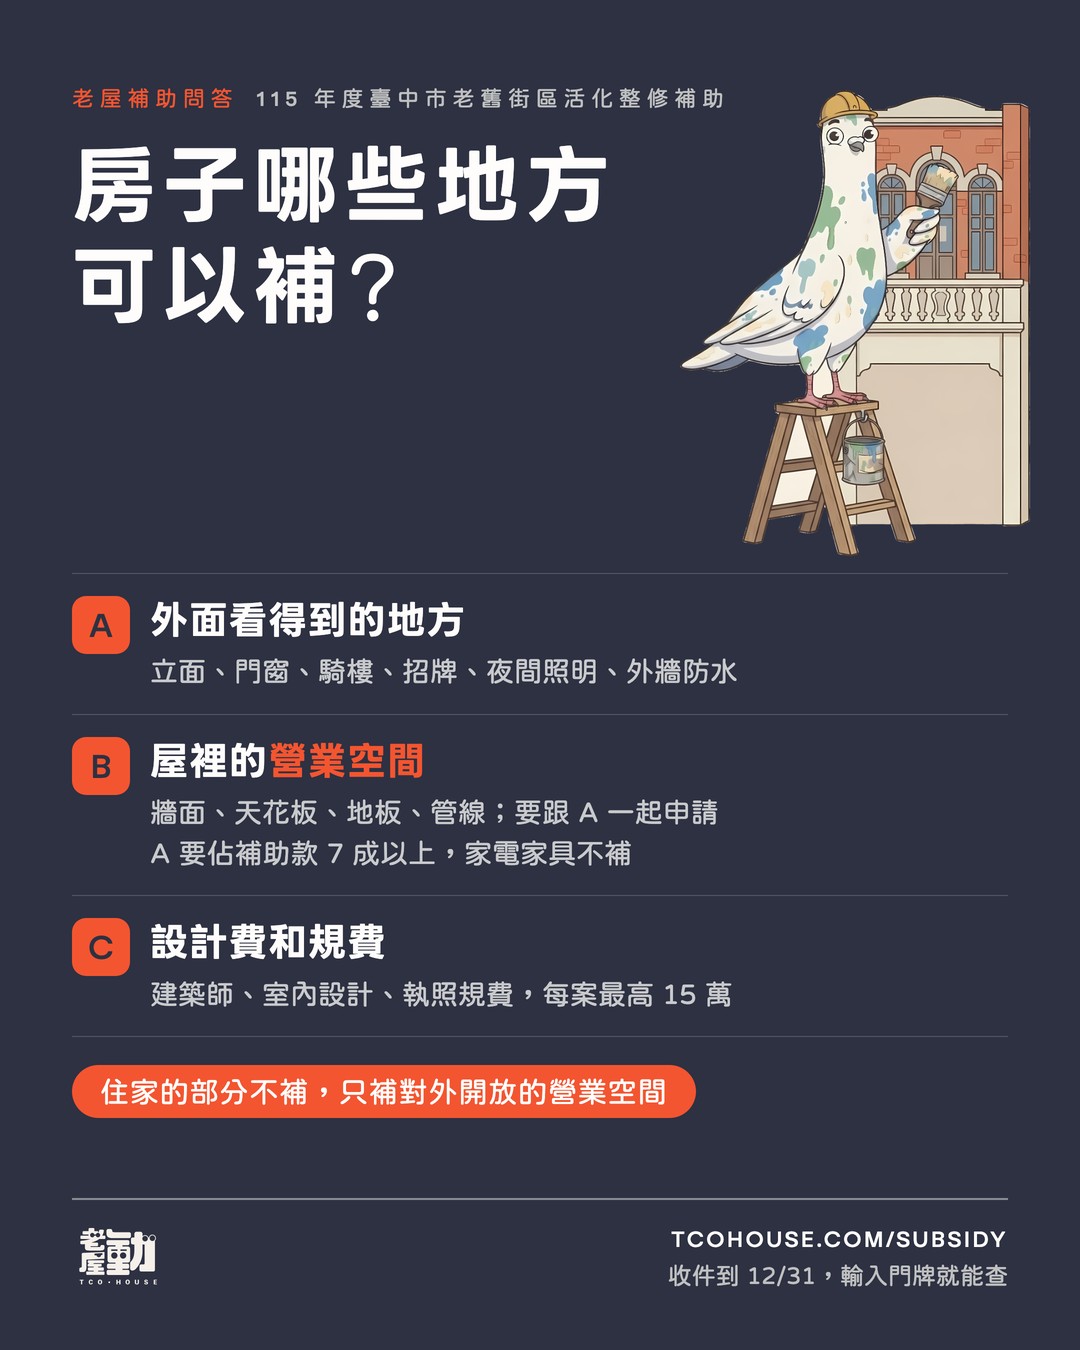 老屋補助問答 115 年度臺中市老舊街區活化整修補助
房子哪些地方
可以補?
A
外面看得到的地方
立面、門窗、騎樓、招牌、夜間照明、外牆防水
B
屋裡的營業空間
牆面、天花板、地板、管線；要跟 A 一起申請
A 要佔補助款 7 成以上，家電家具不補
C
設計費和規費
建築師、室內設計、執照規費，每案最高 15 萬
住家的部分不補，只補對外開放的營業空間
老屋動
TCO·HOUSE
TCOHOUSE.COM/SUBSIDY
收件到 12/31，輸入門牌就能查